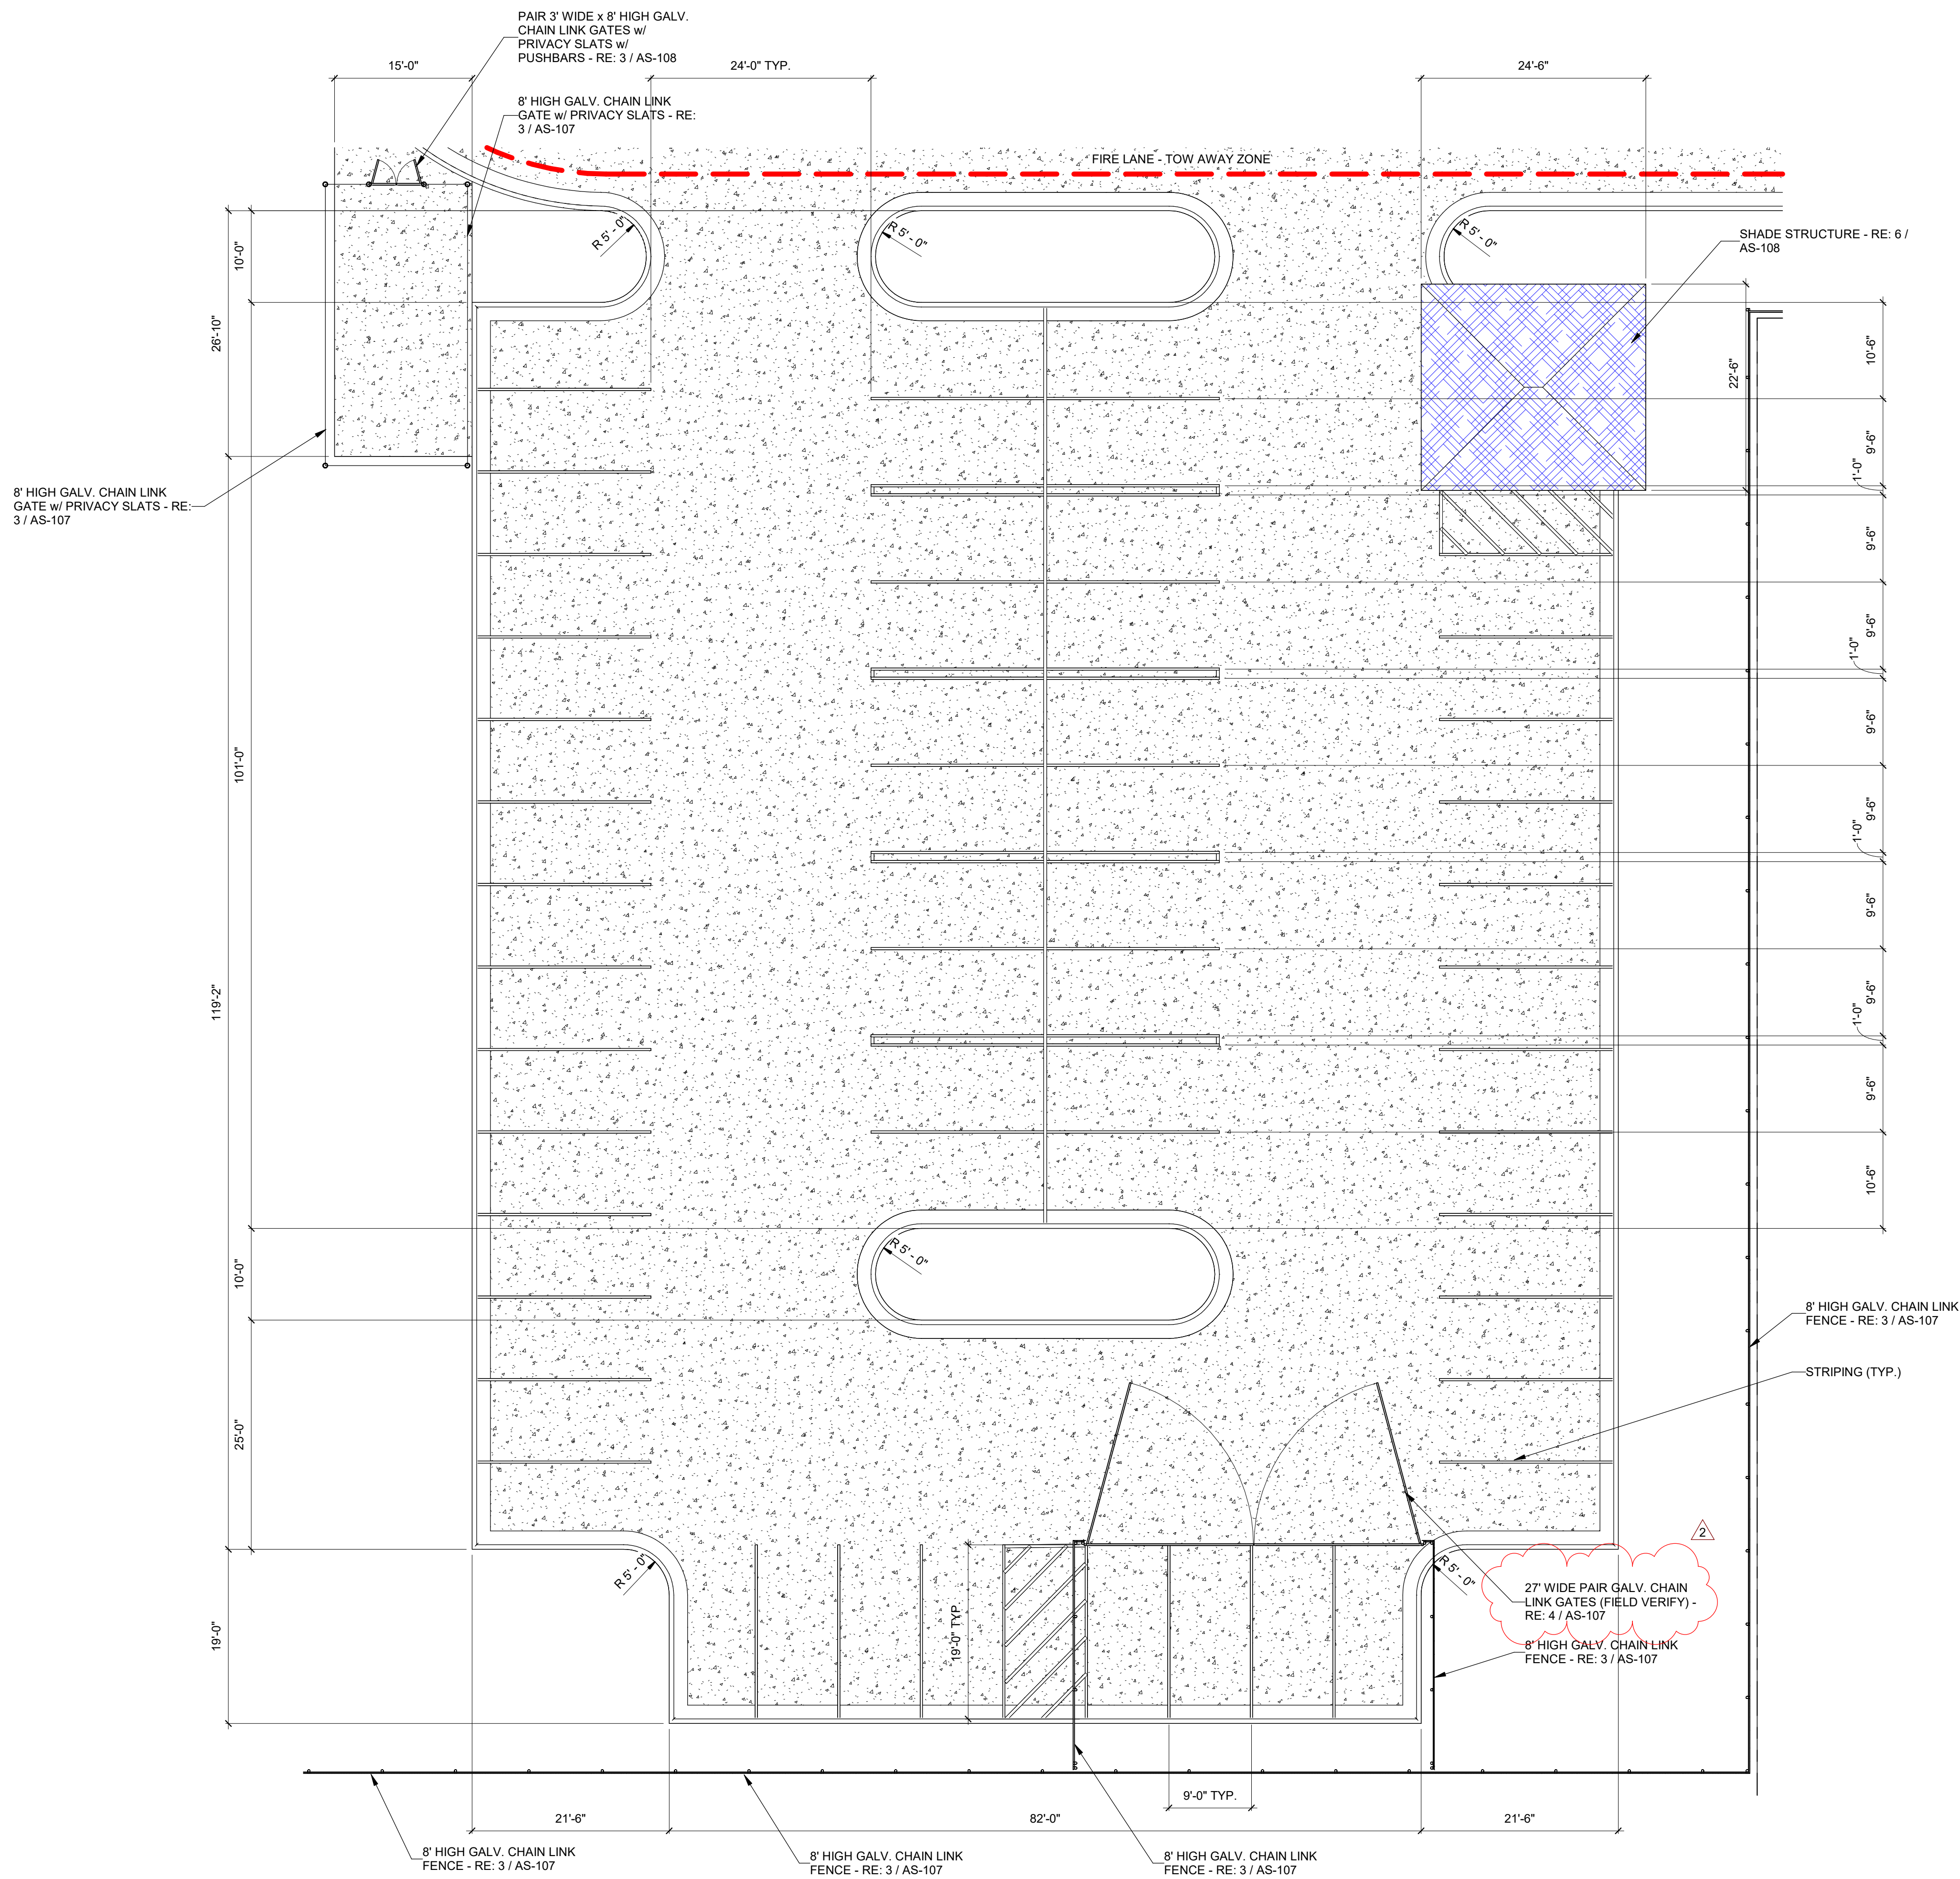 PAIR 3' WIDE x 8' HIGH GALV.
CHAIN LINK GATES w/
PRIVACY SLATS w/
PUSHBARS - RE: 3 / AS-108
15'-0"
24'-0" TYP.
24'-6"
8' HIGH GALV. CHAIN LINK
GATE w/ PRIVACY SLATS - RE:
3 / AS-107
FIRE LANE - TOW AWAY ZONE
R 5' - 0"
R 5' - 0"
R 5' - 0"
SHADE STRUCTURE - RE: 6 /
AS-108
10'-0"
26'-10"
22'-6"
10'-6"
9'-6"
1'-0"
8' HIGH GALV. CHAIN LINK
GATE w/ PRIVACY SLATS - RE:
3 / AS-107
9'-6"
9'-6"
1'-0"
9'-6"
101'-0"
9'-6"
1'-0"
9'-6"
119'-2"
9'-6"
1'-0"
9'-6"
10'-6"
10'-0"
R 5' - 0"
8' HIGH GALV. CHAIN LINK
FENCE - RE: 3 / AS-107
STRIPING (TYP.)
25'-0"
2
R 5' - 0"
R 5' - 0"
27' WIDE PAIR GALV. CHAIN
LINK GATES (FIELD VERIFY) -
RE: 4 / AS-107
19'-0"
19'-0" TYP.
8' HIGH GALV. CHAIN LINK
FENCE - RE: 3 / AS-107
9'-0" TYP.
21'-6"
82'-0"
21'-6"
8' HIGH GALV. CHAIN LINK
FENCE - RE: 3 / AS-107
8' HIGH GALV. CHAIN LINK
FENCE - RE: 3 / AS-107
8' HIGH GALV. CHAIN LINK
FENCE - RE: 3 / AS-107